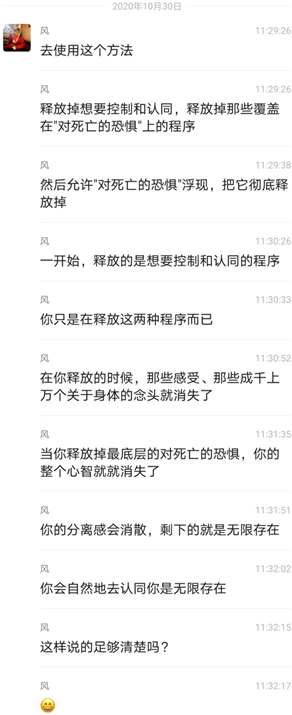 2020年10月30日
风 11:29:26
去使用这个方法
风 11:29:26
释放掉想要控制和认同，释放掉那些覆盖
在“对死亡的恐惧”上的程序
风 11:29:38
然后允许“对死亡的恐惧”浮现，把它彻底释
放掉
风 11:30:26
一开始，释放的是想要控制和认同的程序
风 11:30:33
你只是在释放这两种程序而已
风 11:30:52
在你释放的时候，那些感受、那些成千上
万个关于身体的念头就消失了
风 11:31:35
当你释放掉最底层的对死亡的恐惧，你的
整个心智就就消失了
风 11:31:51
你的分离感会消散，剩下的就是无限存在
风 11:32:02
你会自然地去认同你是无限存在
风 11:32:15
这样说的足够清楚吗？
风 11:32:17